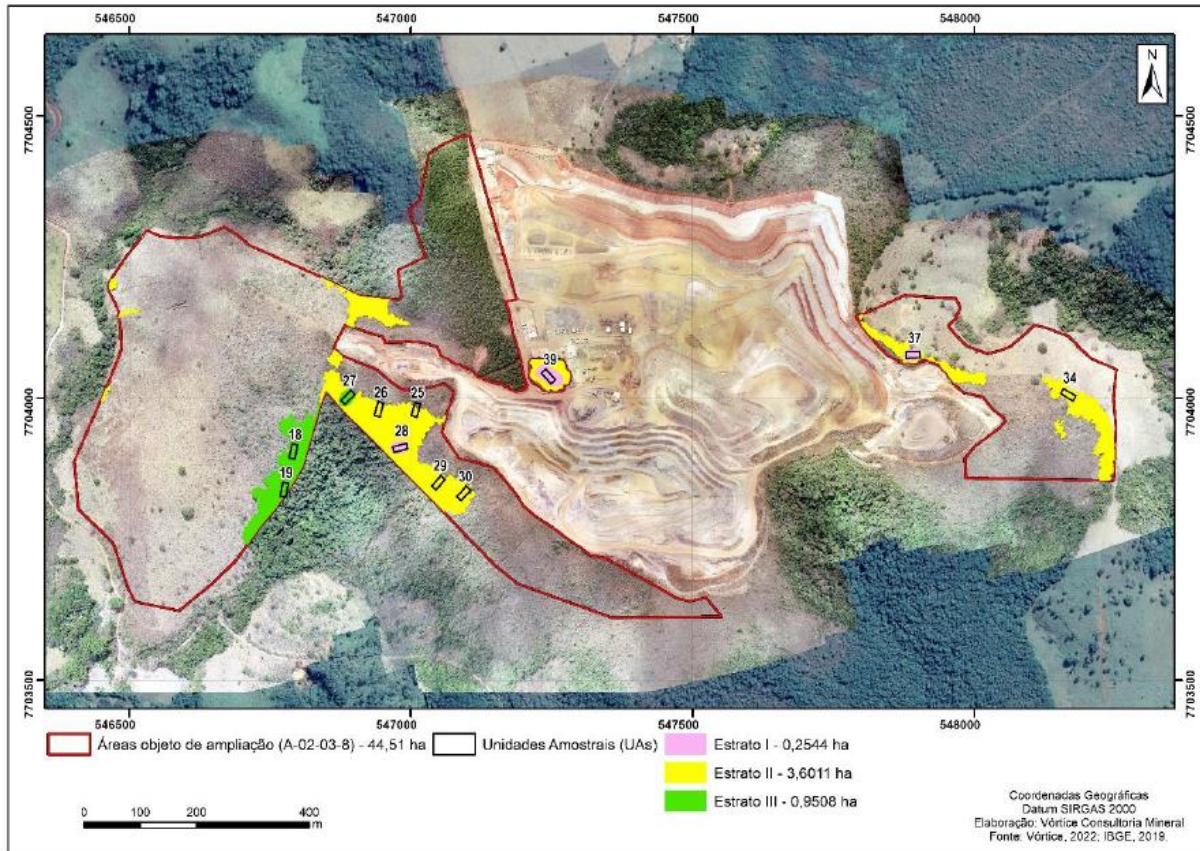 546500 547000 547500 548000
N
7704500 7704500
37
39
34
7704000 7704000
27 26 25
28
18
29
30
19
7703500 7703500
546500 547000 547500 548000
Áreas objeto de ampliação (A-02-03-8) - 44,51 ha
Unidades Amostrais (UAs)
Estrato I - 0,2544 ha
Estrato II - 3,6011 ha
Estrato III - 0,9508 ha
0 100 200 400
m
Coordenadas Geográficas
Datum SIRGAS 2000
Elaboração: Vórtice Consultoria Mineral
Fonte: Vórtice, 2022; IBGE, 2019.